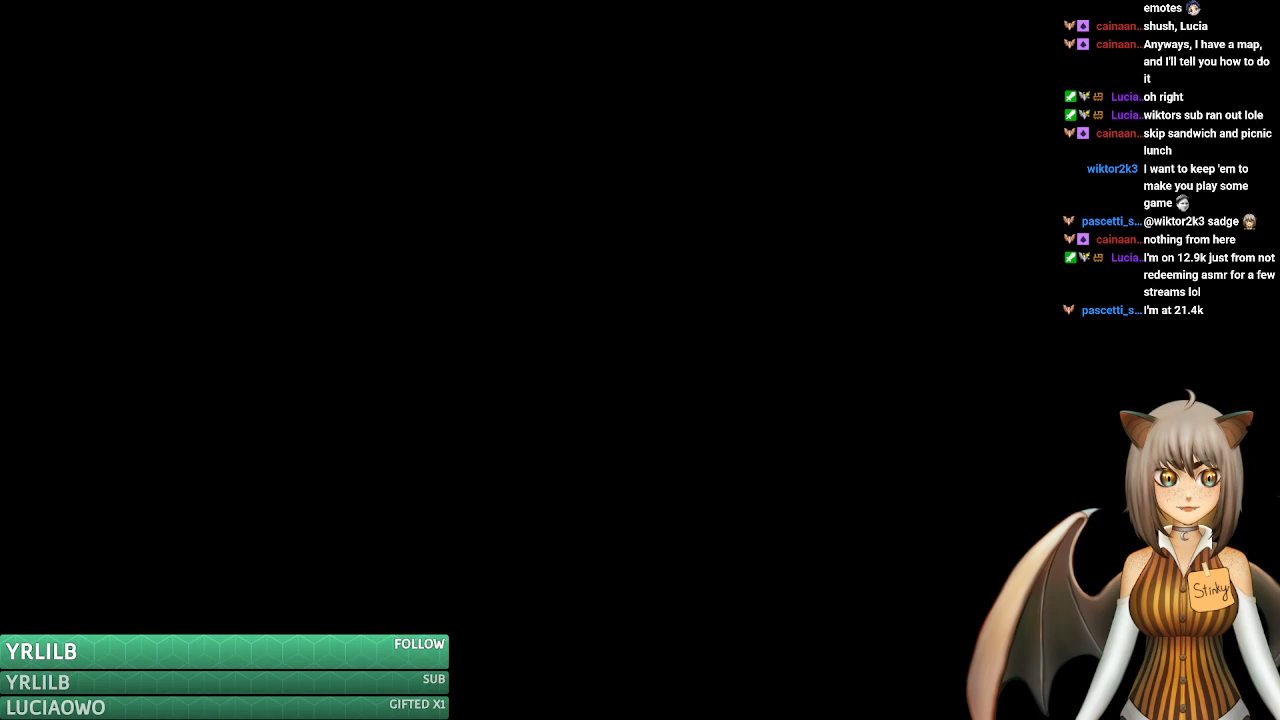 emotes
cainaan... shush, Lucia
cainaan... Anyways, I have a map,
and I'll tell you how to do
it
Lucia... oh right
Lucia... wiktors sub ran out lole
cainaan... skip sandwich and picnic
lunch
wiktor2k3 I want to keep 'em to
make you play some
game
pascetti_s... @wiktor2k3 sadge
cainaan... nothing from here
Lucia... I'm on 12.9k just from not
redeeming asmr for a few
streams lol
pascetti_s... I'm at 21.4k
Stinky
YRLILB FOLLOW
YRLILB SUB
LUCIAOWO GIFTED X1